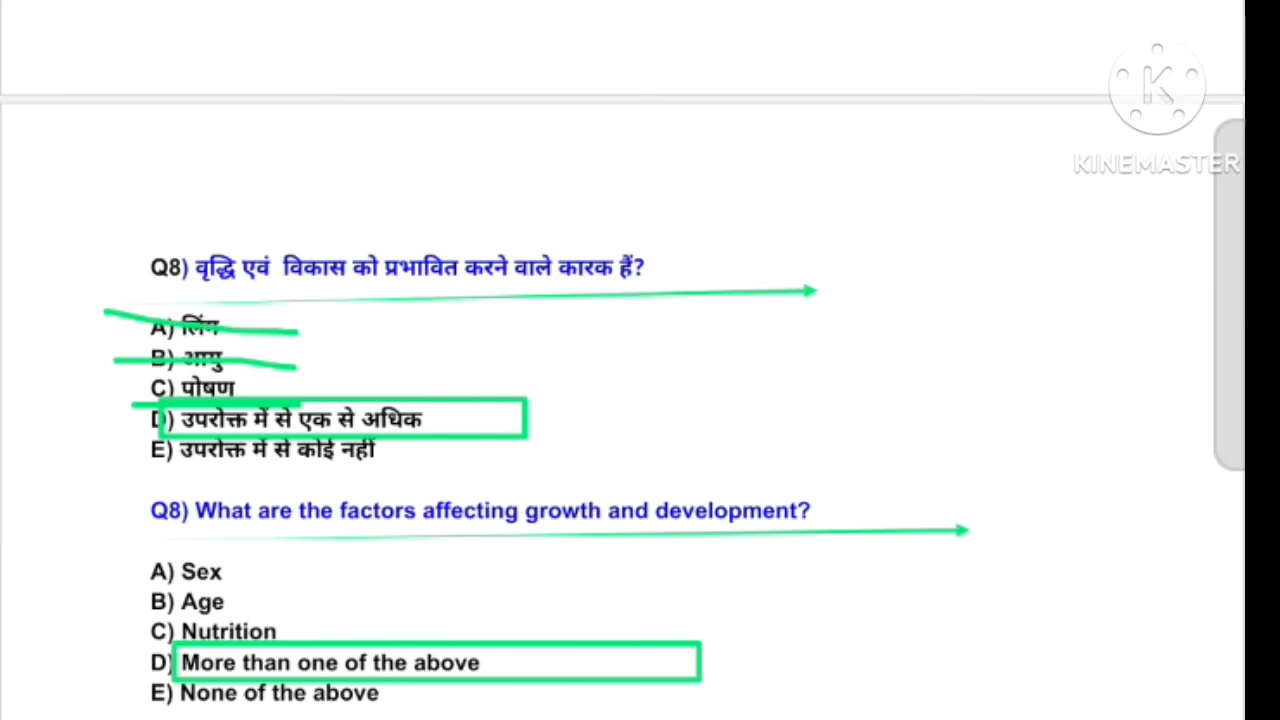 KINEMASTER
Q8) वृद्धि एवं विकास को प्रभावित करने वाले कारक हैं?
A) लिंग
B) आयु
C) पोषण
D) उपरोक्त में से एक से अधिक
E) उपरोक्त में से कोई नहीं
Q8) What are the factors affecting growth and development?
A) Sex
B) Age
C) Nutrition
D) More than one of the above
E) None of the above